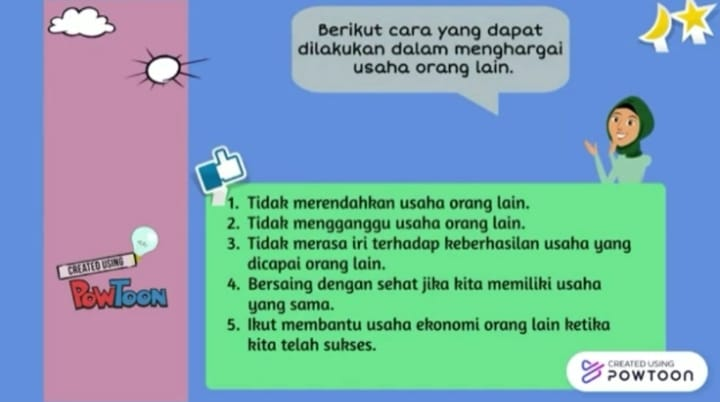 Berikut cara yang dapat
dilakukan dalam menghargai
usaha orang lain.
1. Tidak merendahkan usaha orang lain.
2. Tidak mengganggu usaha orang lain.
3. Tidak merasa iri terhadap keberhasilan usaha yang
dicapai orang lain.
4. Bersaing dengan sehat jika kita memiliki usaha
yang sama.
5. Ikut membantu usaha ekonomi orang lain ketika
kita telah sukses.
CREATED USING
POWTOON
CREATED USING
POWTOON